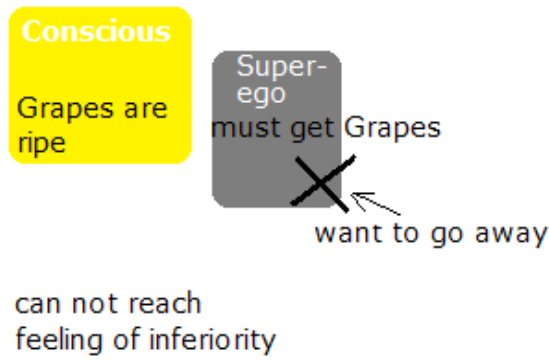 Conscious
Grapes are
ripe
Super-
ego
must get Grapes
want to go away
can not reach
feeling of inferiority